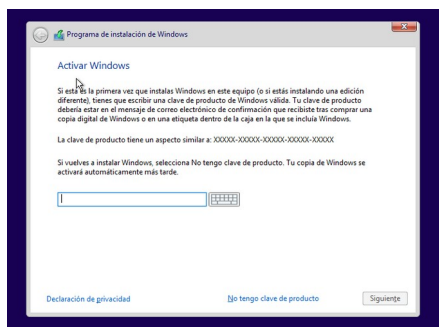 Programa de instalación de Windows
Activar Windows
Si esta es la primera vez que instalas Windows en este equipo (o si estás instalando una edición
diferente), tienes que escribir una clave de producto de Windows válida. Tu clave de producto
debería estar en el mensaje de correo electrónico de confirmación que recibiste tras comprar una
copia digital de Windows o en una etiqueta dentro de la caja en la que se incluía Windows.
La clave de producto tiene un aspecto similar a: XXXXX-XXXXX-XXXXX-XXXXX-XXXXX
Si vuelves a instalar Windows, selecciona No tengo clave de producto. Tu copia de Windows se
activará automáticamente más tarde.
Declaración de privacidad
No tengo clave de producto
Siguiente